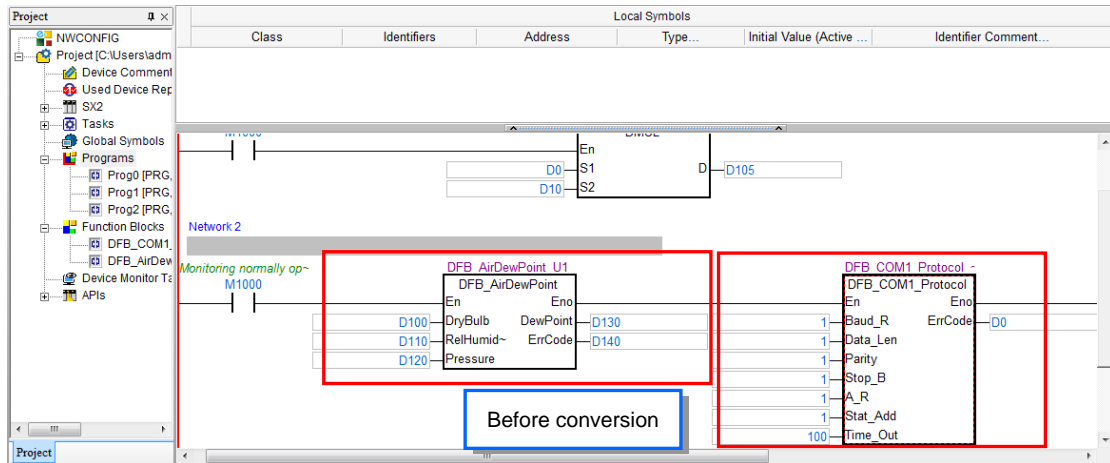 Project
NWCONFIG
Project [C:\Users\adm
Device Comment
Used Device Rep
SX2
Tasks
Global Symbols
Programs
Prog0 [PRG,
Prog1 [PRG,
Prog2 [PRG,
Function Blocks
DFB_COM1_
DFB_AirDew
Device Monitor Ta
APIs
Project
Local Symbols
Class Identifiers Address Type... Initial Value (Active ... Identifier Comment...
M1000
En
D0 S1 D D105
D10 S2
Network 2
Monitoring normally op~
M1000
DFB_AirDewPoint_U1
DFB_AirDewPoint
En Eno
D100 DryBulb DewPoint D130
D110 RelHumid~ ErrCode D140
D120 Pressure
DFB_COM1_Protocol_~
DFB_COM1_Protocol
En Eno
1 Baud_R ErrCode D0
1 Data_Len
1 Parity
1 Stop_B
1 A_R
1 Stat_Add
100 Time_Out
Before conversion